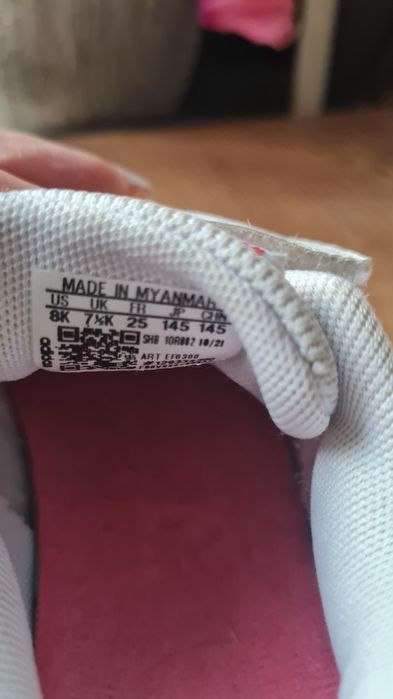 MADE IN MYANMAR
US UK FR JP CHN
8K 7½K 25 145 145
adidas
SHB 10/21
ART EF0300